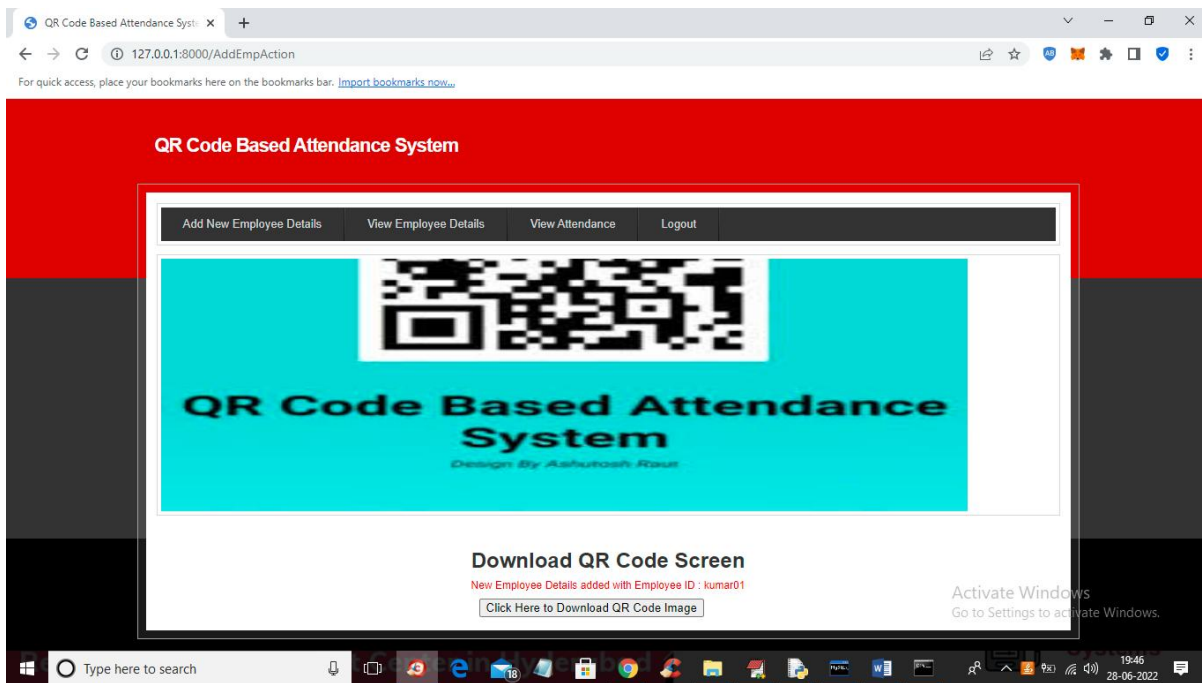 QR Code Based Attendance Syste
127.0.0.1:8000/AddEmpAction
For quick access, place your bookmarks here on the bookmarks bar. Import bookmarks now...
QR Code Based Attendance System
Add New Employee Details View Employee Details View Attendance Logout
QR Code Based Attendance
System
Design By Ashutosh Raut
Download QR Code Screen
New Employee Details added with Employee ID : kumar01
Click Here to Download QR Code Image
Activate Windows
Go to Settings to activate Windows.
Type here to search
18
19:46
28-06-2022